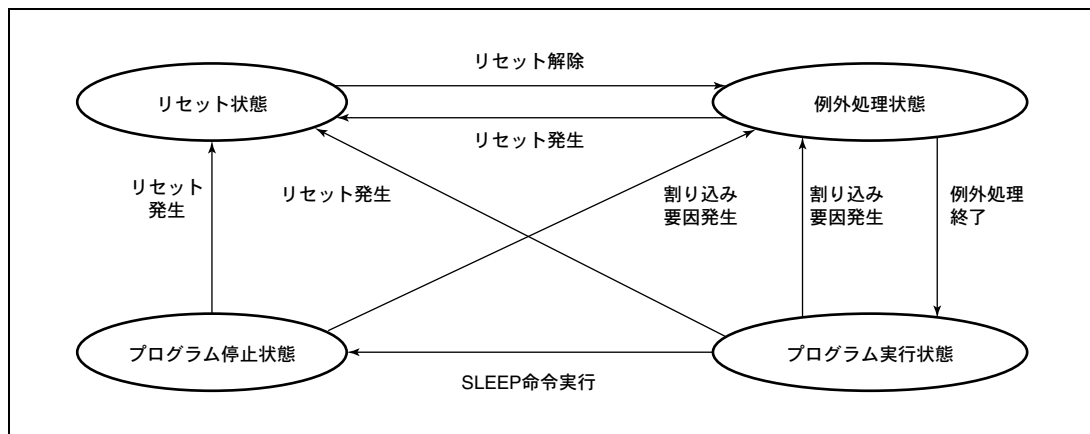 リセット解除
リセット状態
例外処理状態
リセット発生
リセット
発生
リセット発生
割り込み
要因発生
割り込み
要因発生
例外処理
終了
プログラム停止状態
プログラム実行状態
SLEEP命令実行